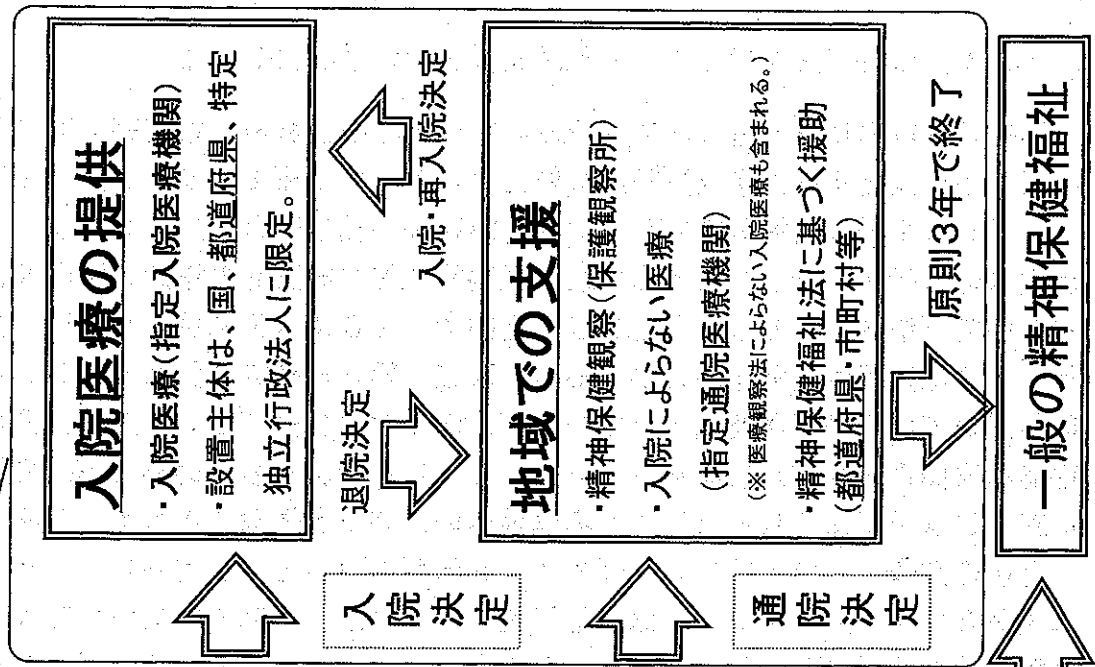 入院医療の提供
・入院医療（指定入院医療機関）
・設置主体は、国、都道府県、特定
独立行政法人に限定。
入院決定
退院決定
入院・再入院決定
地域での支援
・精神保健観察（保護観察所）
・入院によらない医療
（指定通院医療機関）
（※医療観察法によらない入院医療も含まれる。）
・精神保健福祉法に基づく援助
（都道府県・市町村等）
通院決定
原則３年で終了
一般の精神保健福祉